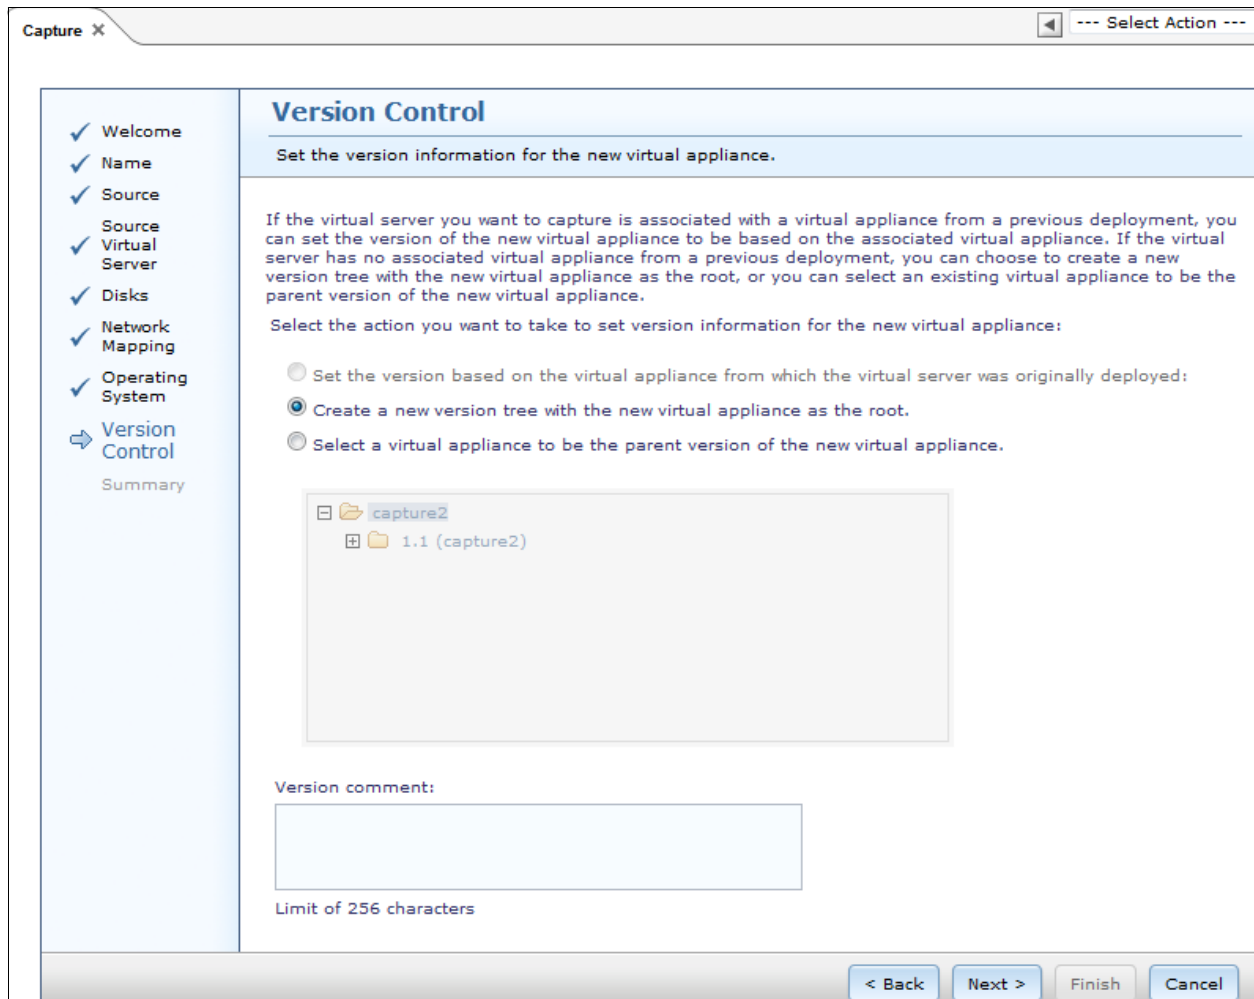 Capture
--- Select Action ---
Welcome
Name
Source
Source
Virtual
Server
Disks
Network
Mapping
Operating
System
Version
Control
Summary
Version Control
Set the version information for the new virtual appliance.
If the virtual server you want to capture is associated with a virtual appliance from a previous deployment, you
can set the version of the new virtual appliance to be based on the associated virtual appliance. If the virtual
server has no associated virtual appliance from a previous deployment, you can choose to create a new
version tree with the new virtual appliance as the root, or you can select an existing virtual appliance to be the
parent version of the new virtual appliance.
Select the action you want to take to set version information for the new virtual appliance:
Set the version based on the virtual appliance from which the virtual server was originally deployed:
Create a new version tree with the new virtual appliance as the root.
Select a virtual appliance to be the parent version of the new virtual appliance.
capture2
1.1 (capture2)
Version comment:
Limit of 256 characters
< Back
Next >
Finish
Cancel